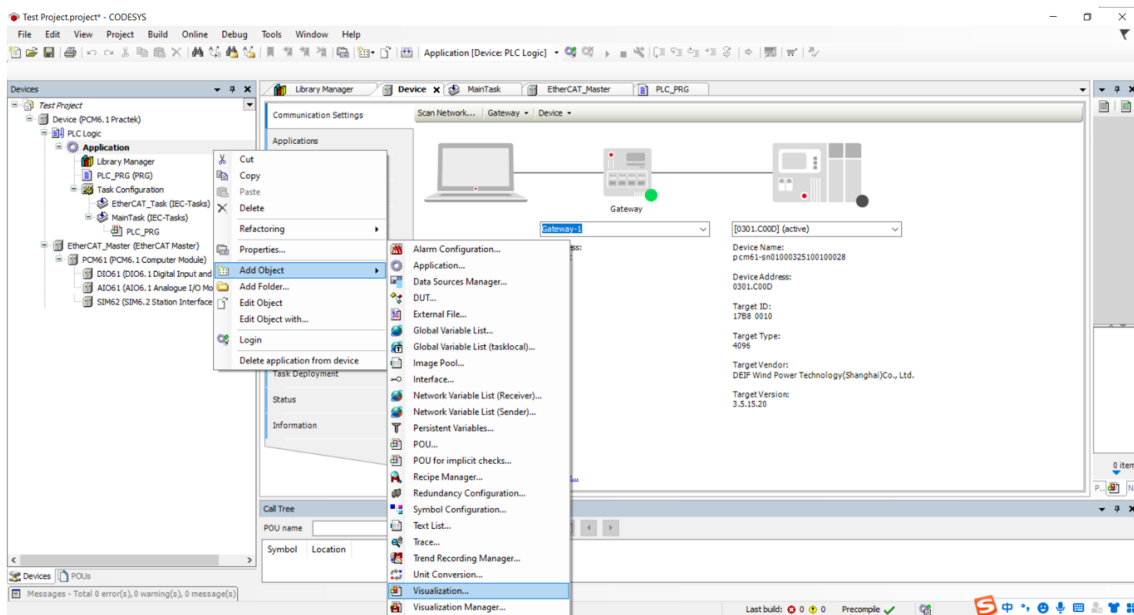 Test Project.project* - CODESYS
File Edit View Project Build Online Debug Tools Window Help
Application [Device: PLC Logic]
Devices
Library Manager Device MainTask EtherCAT_Master PLC_PRG
Test Project
Device (PCM6.1 Practek)
PLC Logic
Application
Library Manager
PLC_PRG (PRG)
Task Configuration
EtherCAT_Task (IEC-Tasks)
MainTask (IEC-Tasks)
PLC_PRG
EtherCAT_Master (EtherCAT Master)
PCM61 (PCM6.1 Computer Module)
DIO61 (DIO6.1 Digital Input and
AIO61 (AIO6.1 Analogue I/O Mo
SIM62 (SIM6.2 Station Interface
Cut
Copy
Paste
Delete
Refactoring
Properties...
Add Object
Add Folder...
Edit Object
Edit Object with...
Login
Delete application from device
Alarm Configuration...
Application...
Data Sources Manager...
DUT...
External File...
Global Variable List...
Global Variable List (tasklocal)...
Image Pool...
Interface...
Network Variable List (Receiver)...
Network Variable List (Sender)...
Persistent Variables...
POU...
POU for implicit checks...
Recipe Manager...
Redundancy Configuration...
Symbol Configuration...
Text List...
Trace...
Trend Recording Manager...
Unit Conversion...
Visualization...
Visualization Manager...
Communication Settings
Applications
Task Deployment
Status
Information
Scan Network... Gateway Device
Gateway
Gateway-1
[0301.C00D] (active)
Device Name:
pcm61-sn01000325100100028
Device Address:
0301.C00D
Target ID:
17B8 0010
Target Type:
4096
Target Vendor:
DEIF Wind Power Technology(Shanghai)Co., Ltd.
Target Version:
3.5.15.20
Call Tree
POU name
Symbol Location
0 item
P... N
Devices POUs
Messages - Total 0 error(s), 0 warning(s), 0 message(s)
Last build: 0 0 Precompile
中